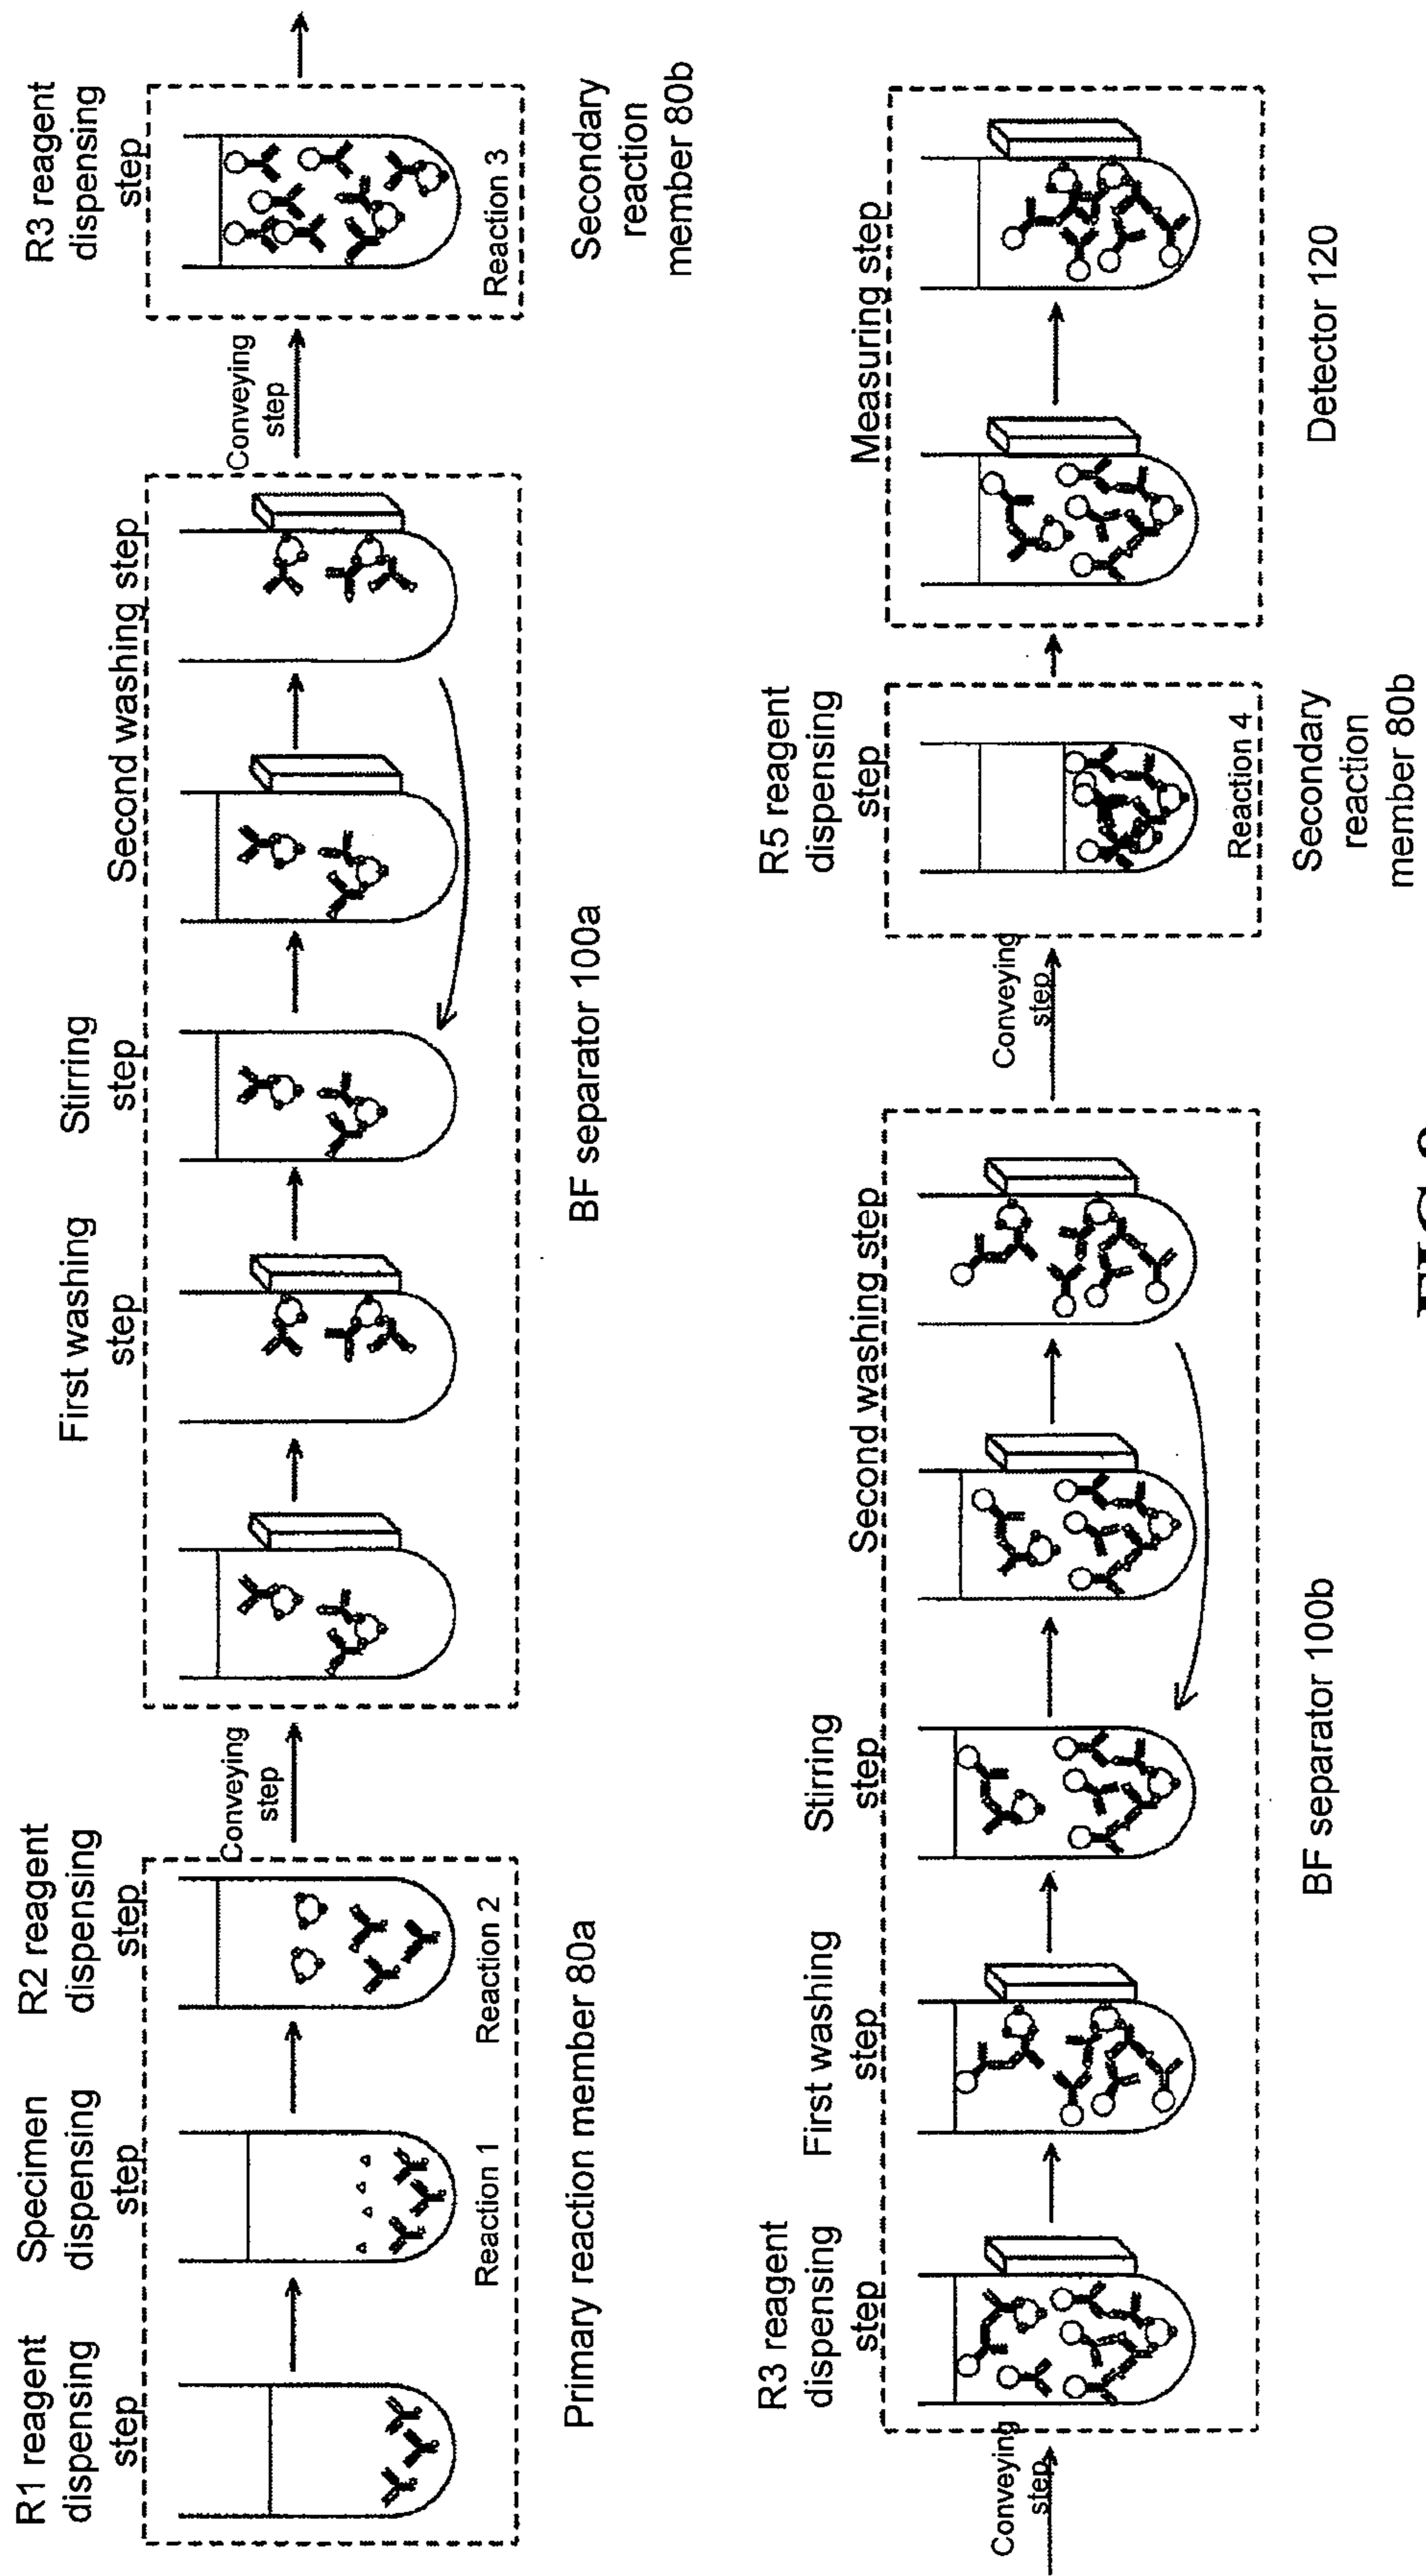 R1 reagent
dispensing
step
Specimen
dispensing
step
R2 reagent
dispensing
step
Reaction 1
Reaction 2
Primary reaction member 80a
Conveying
step
First washing
step
Stirring
step
Second washing step
BF separator 100a
Conveying
step
R3 reagent
dispensing
step
Reaction 3
Secondary
reaction
member 80b
Conveying
step
R3 reagent
dispensing
step
First washing
step
Stirring
step
Second washing step
BF separator 100b
Conveying
step
R5 reagent
dispensing
step
Reaction 4
Secondary
reaction
member 80b
Measuring step
Detector 120